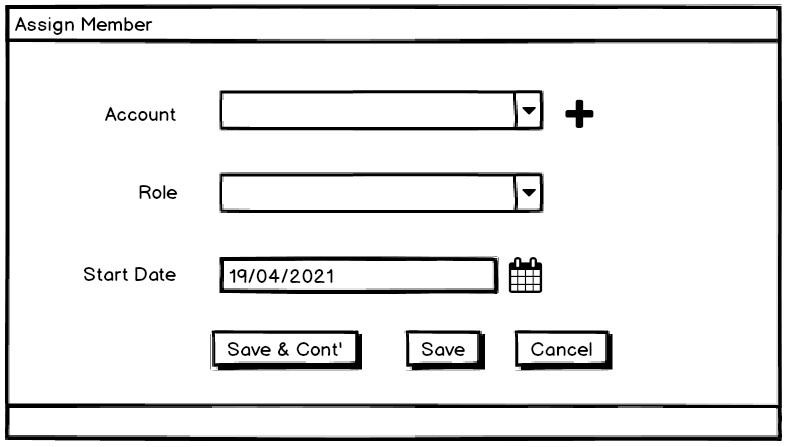 Assign Member
Account
Role
Start Date 19/04/2021
Save & Cont' Save Cancel